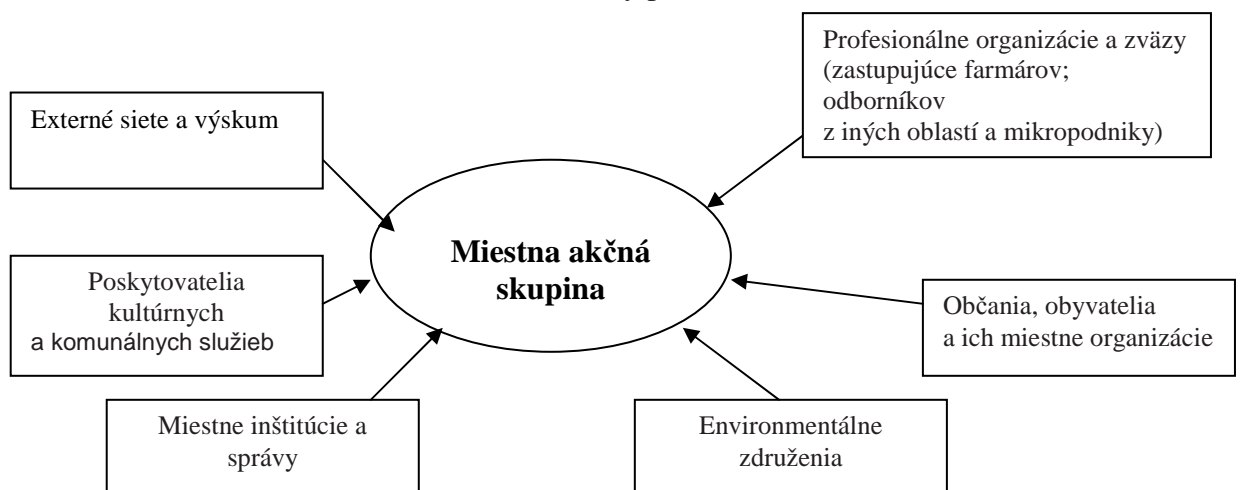 Profesionálne organizácie a zväzy
(zastupujúce farmárov;
odborníkov
z iných oblastí a mikropodniky)
Externé siete a výskum
Miestna akčná
skupina
Poskytovatelia
kultúrnych
a komunálnych služieb
Občania, obyvatelia
a ich miestne organizácie
Miestne inštitúcie a
správy
Environmentálne
združenia